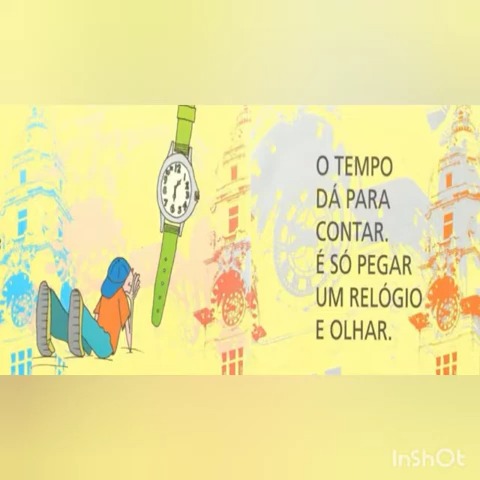 O TEMPO
DÁ PARA
CONTAR.
É SÓ PEGAR
UM RELÓGIO
E OLHAR.
InShOt